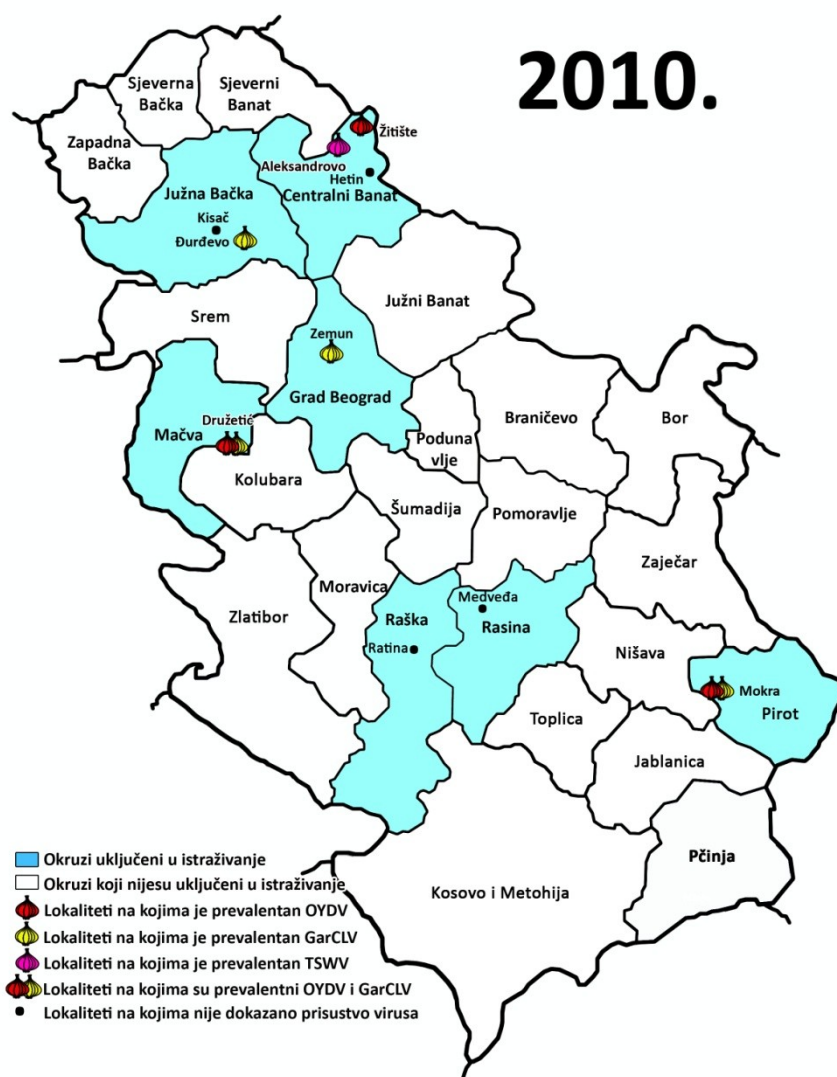 2010.
Sjeverna
Bačka
Sjeverni
Banat
Zapadna
Bačka
Žitište
Aleksandrovo
Hetin
Centralni Banat
Južna Bačka
Kisač
Đurđevo
Južni Banat
Srem
Zemun
Grad Beograd
Družetić
Mačva
Kolubara
Poduna
vlje
Braničevo
Bor
Šumadija
Pomoravlje
Zaječar
Moravica
Zlatibor
Raška
Ratina
Medveđa
Rasina
Nišava
Mokra
Pirot
Toplica
Jablanica
Pčinja
Kosovo i Metohija
Okruzi uključeni u istraživanje
Okruzi koji nijesu uključeni u istraživanje
Lokaliteti na kojima je prevalentan OYDV
Lokaliteti na kojima je prevalentan GarCLV
Lokaliteti na kojima je prevalentan TSWV
Lokaliteti na kojima su prevalentni OYDV i GarCLV
Lokaliteti na kojima nije dokazano prisustvo virusa